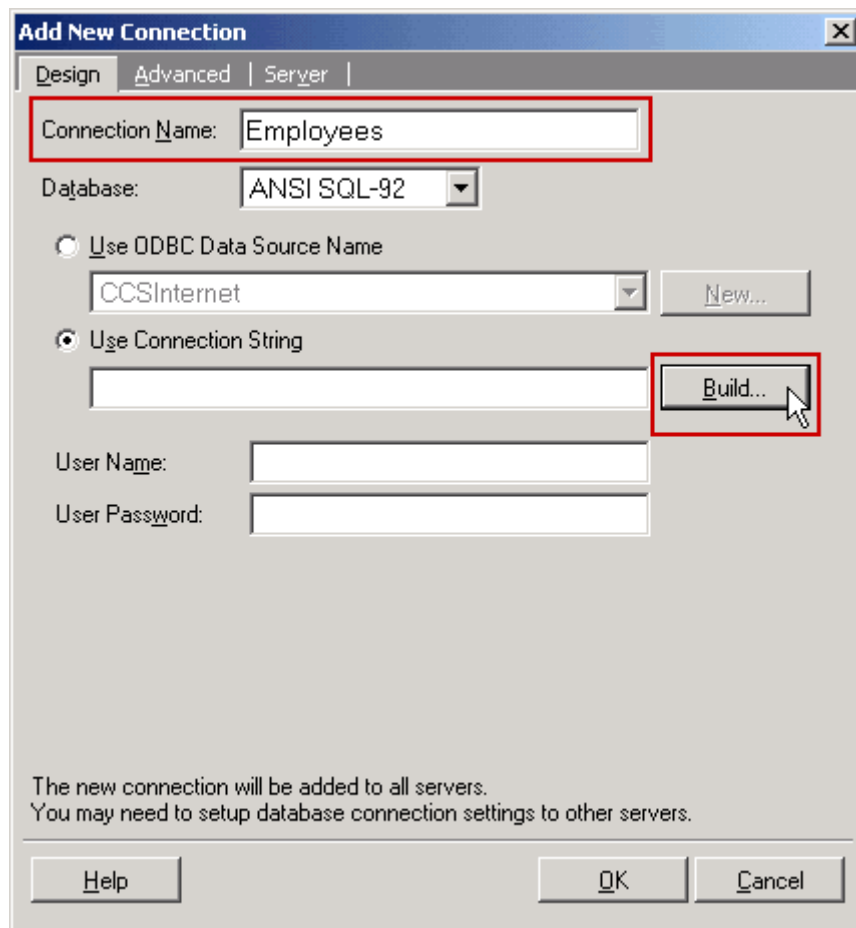 Add New Connection
Design Advanced Server
Connection Name: Employees
Database: ANSI SQL-92
Use ODBC Data Source Name
CCSInternet New...
Use Connection String
Build...
User Name:
User Password:
The new connection will be added to all servers.
You may need to setup database connection settings to other servers.
Help OK Cancel